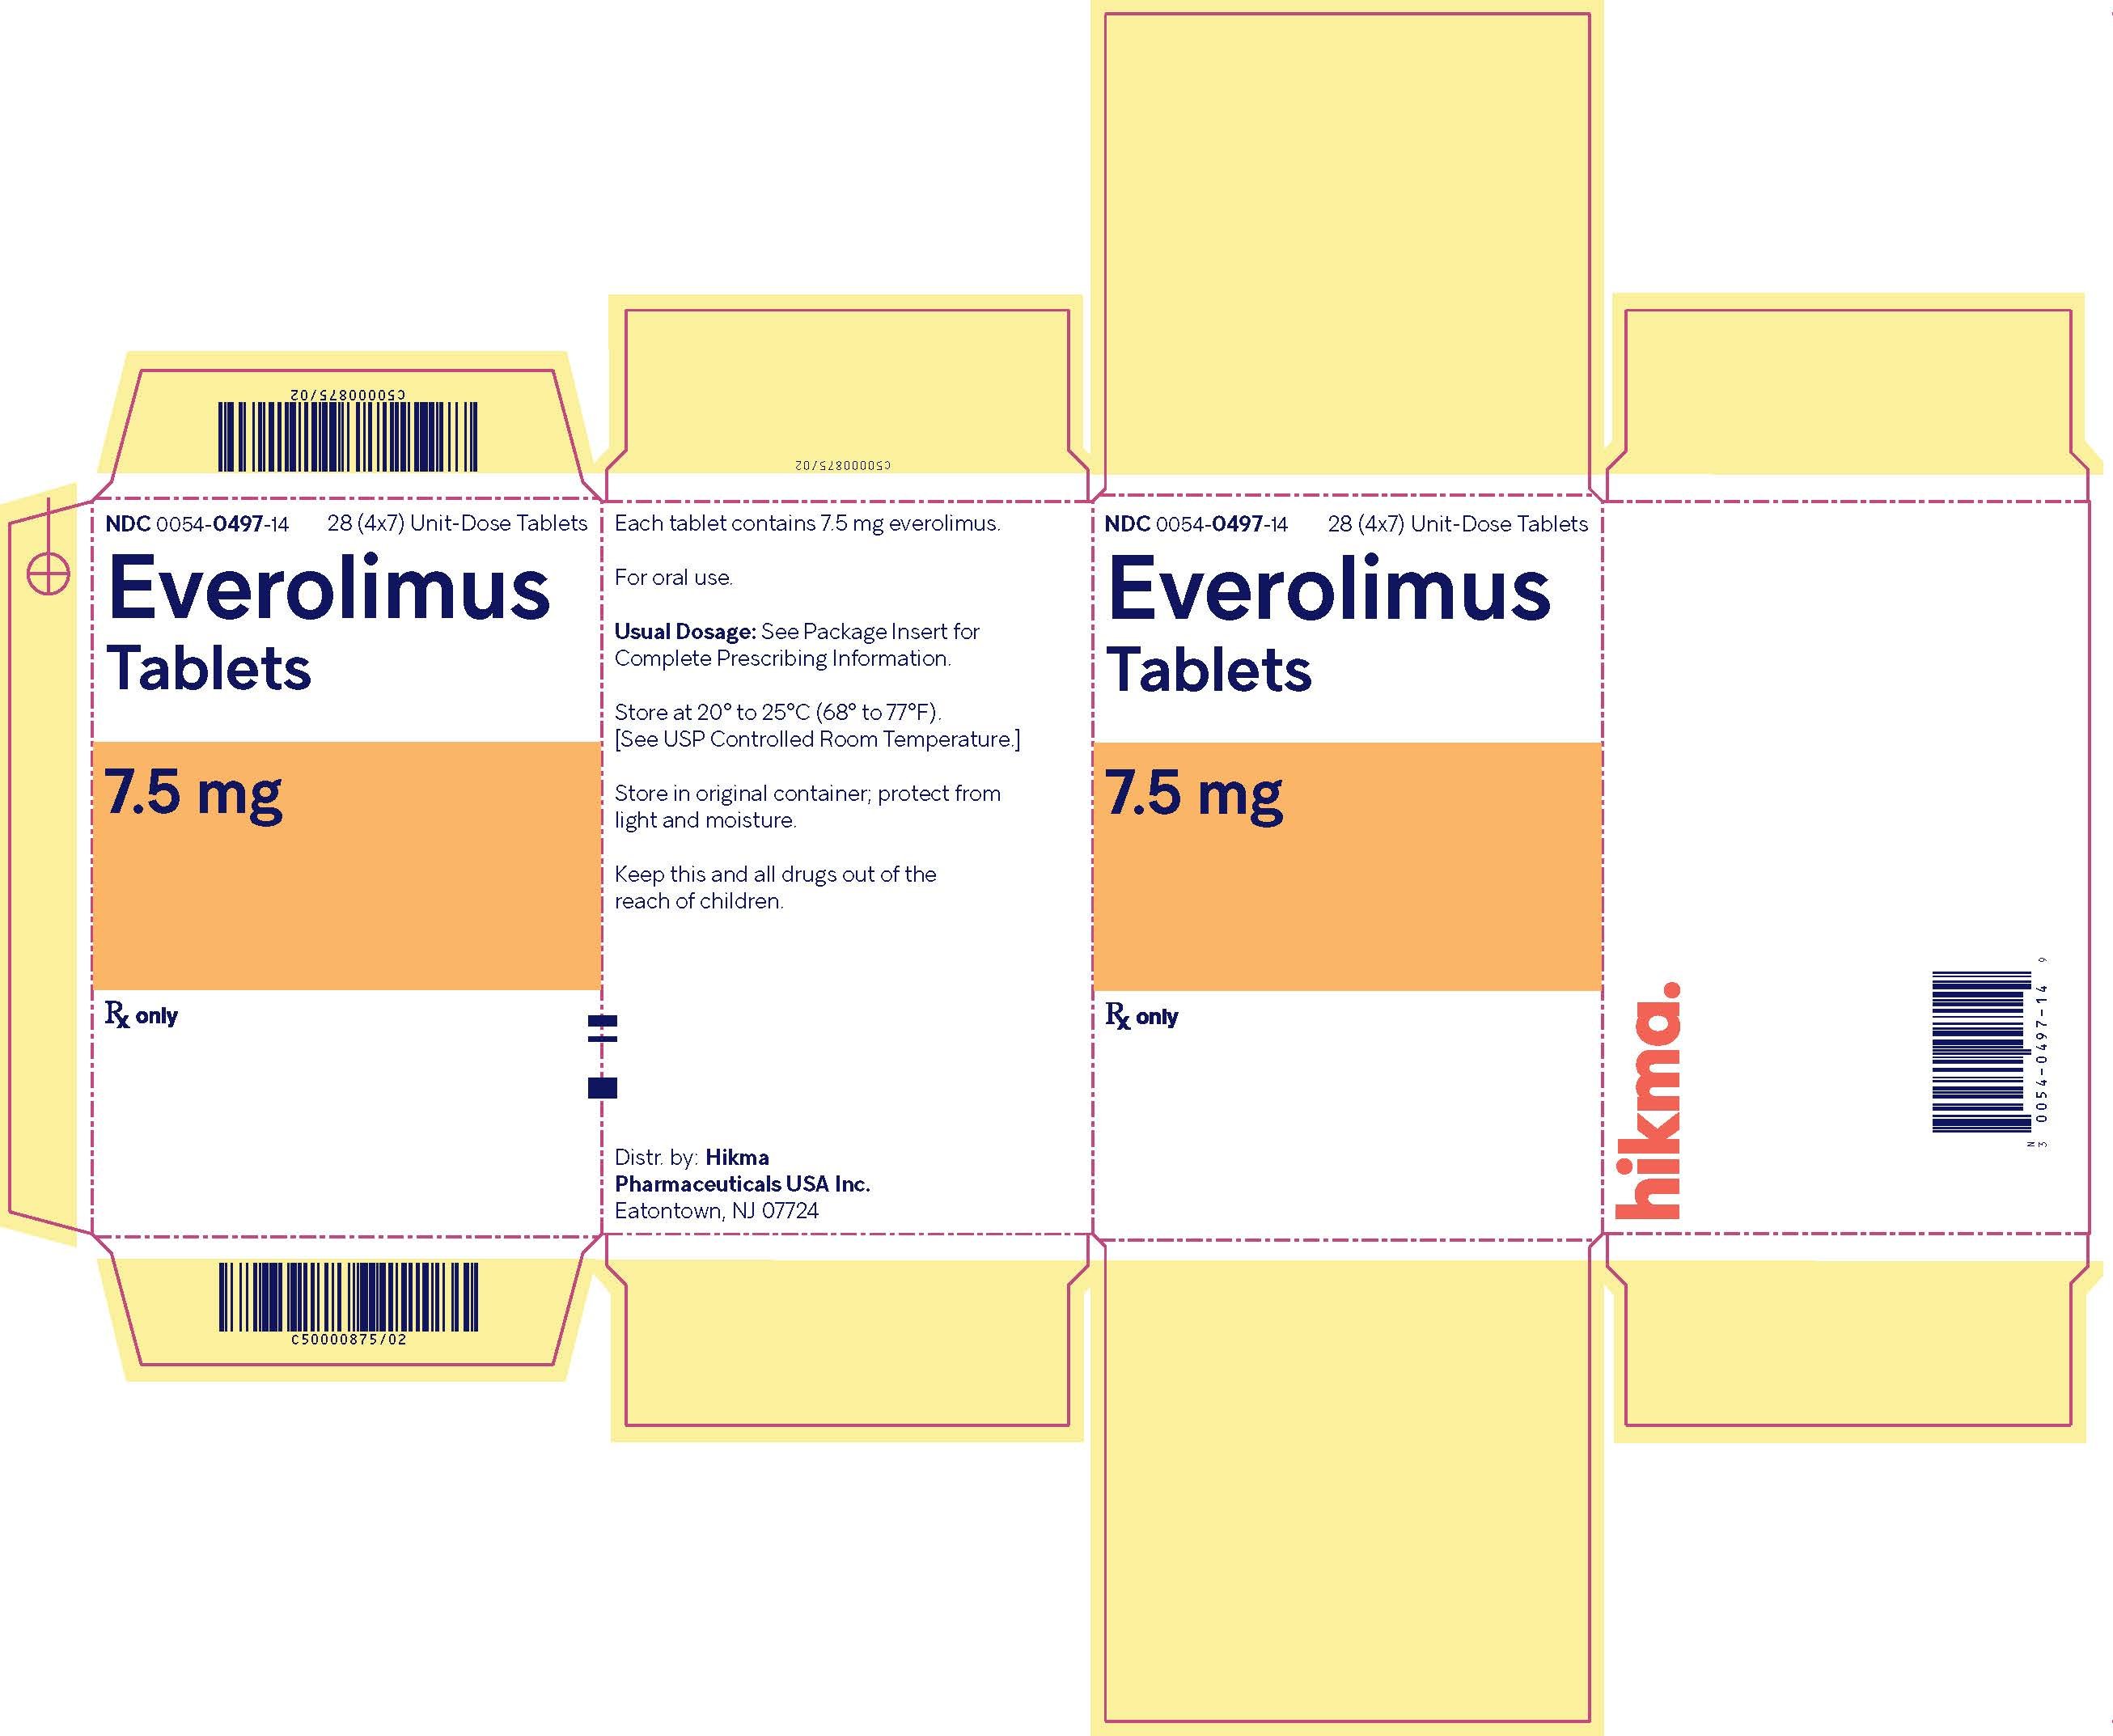 C50000875/02
NDC 0054-0497-14 28 (4x7) Unit-Dose Tablets
Everolimus
Tablets
7.5 mg
Rx only
C50000875/02
C50000875/02
Each tablet contains 7.5 mg everolimus.
For oral use.
Usual Dosage: See Package Insert for
Complete Prescribing Information.
Store at 20° to 25°C (68° to 77°F).
[See USP Controlled Room Temperature.]
Store in original container; protect from
light and moisture.
Keep this and all drugs out of the
reach of children.
Distr. by: Hikma
Pharmaceuticals USA Inc.
Eatontown, NJ 07724
NDC 0054-0497-14 28 (4x7) Unit-Dose Tablets
Everolimus
Tablets
7.5 mg
Rx only
hikma.
N
3 0054-0497-14 9